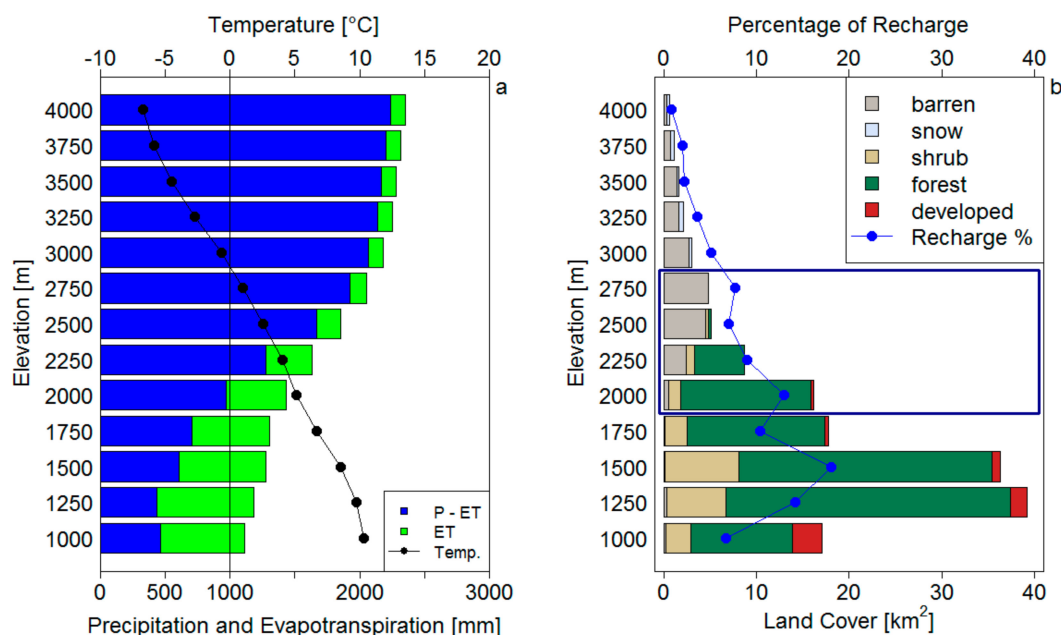 Temperature [°C]
-10 -5 0 5 10 15 20
a
4000
3750
3500
3250
3000
2750
2500
2250
2000
1750
1500
1250
1000
Elevation [m]
P - ET
ET
Temp.
0 500 1000 2000 3000
Precipitation and Evapotranspiration [mm]
Percentage of Recharge
0 10 20 30 40
b
barren
snow
shrub
forest
developed
Recharge %
4000
3750
3500
3250
3000
2750
2500
2250
2000
1750
1500
1250
1000
Elevation [m]
0 10 20 30 40
Land Cover [km²]